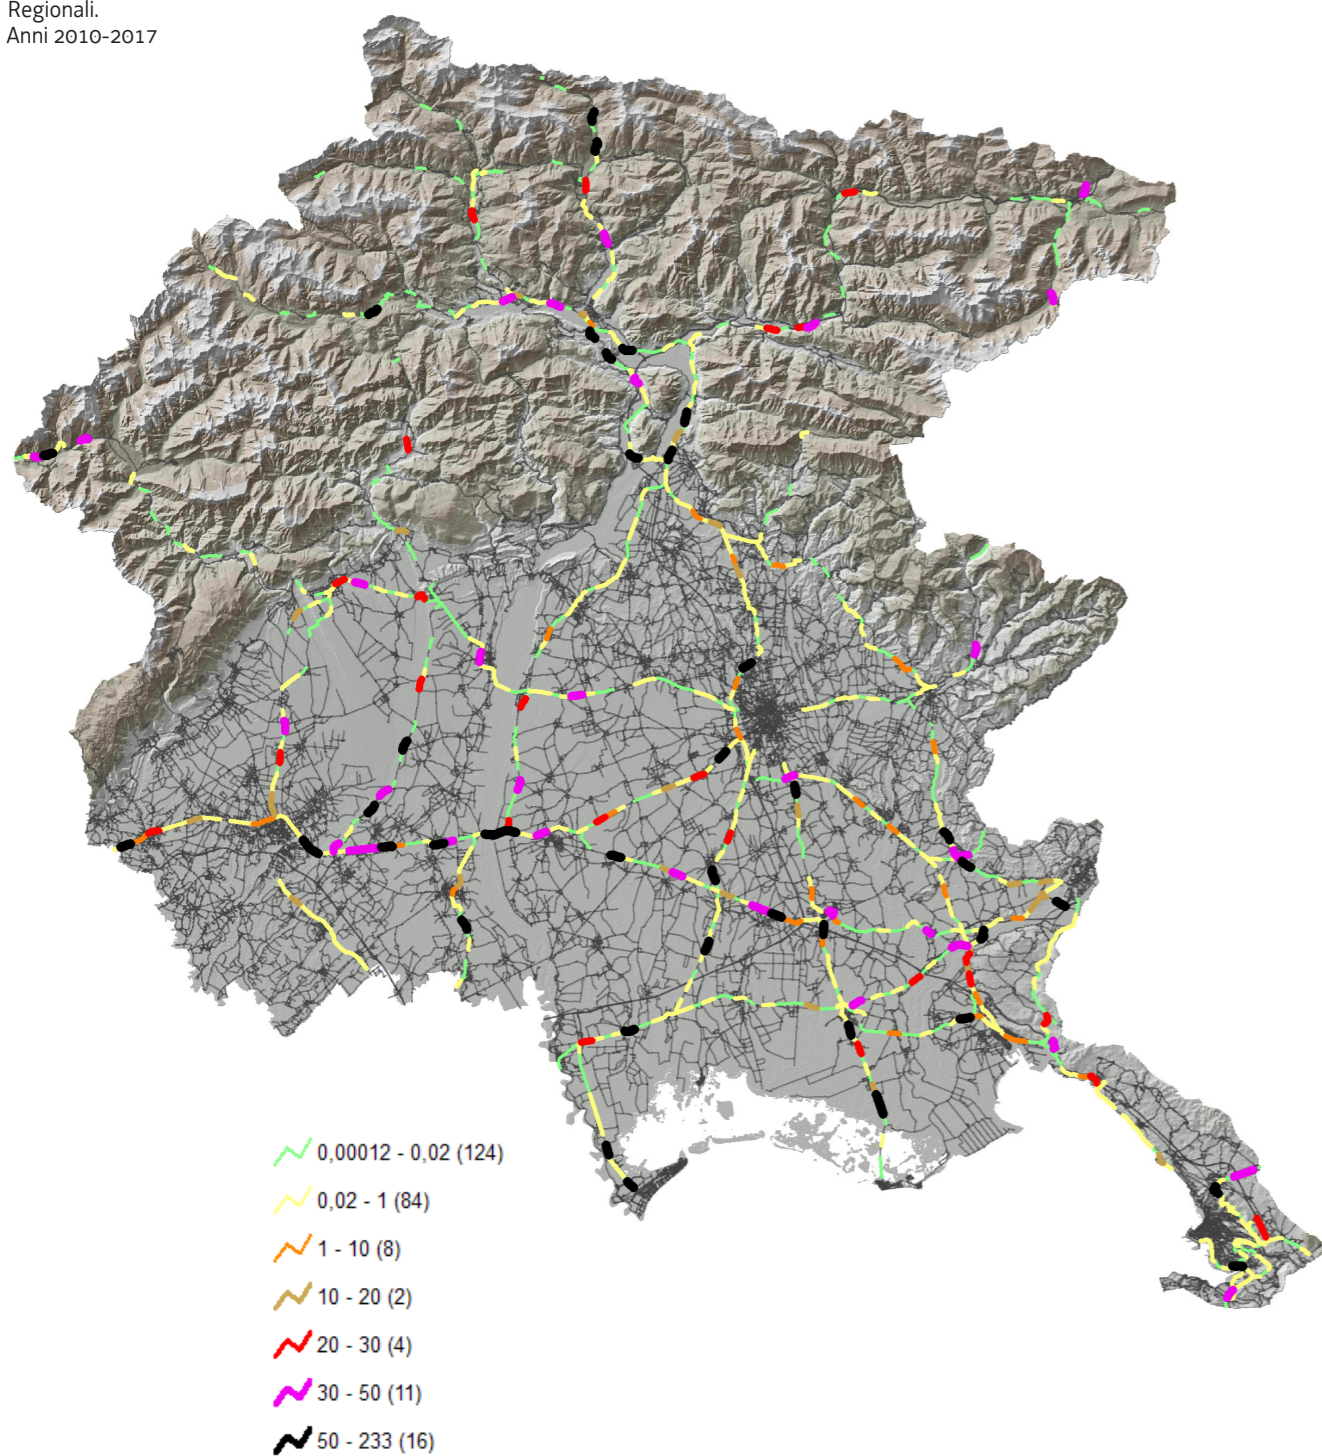 Regionali.
Anni 2010-2017
0,00012 - 0,02 (124)
0,02 - 1 (84)
1 - 10 (8)
10 - 20 (2)
20 - 30 (4)
30 - 50 (11)
50 - 233 (16)